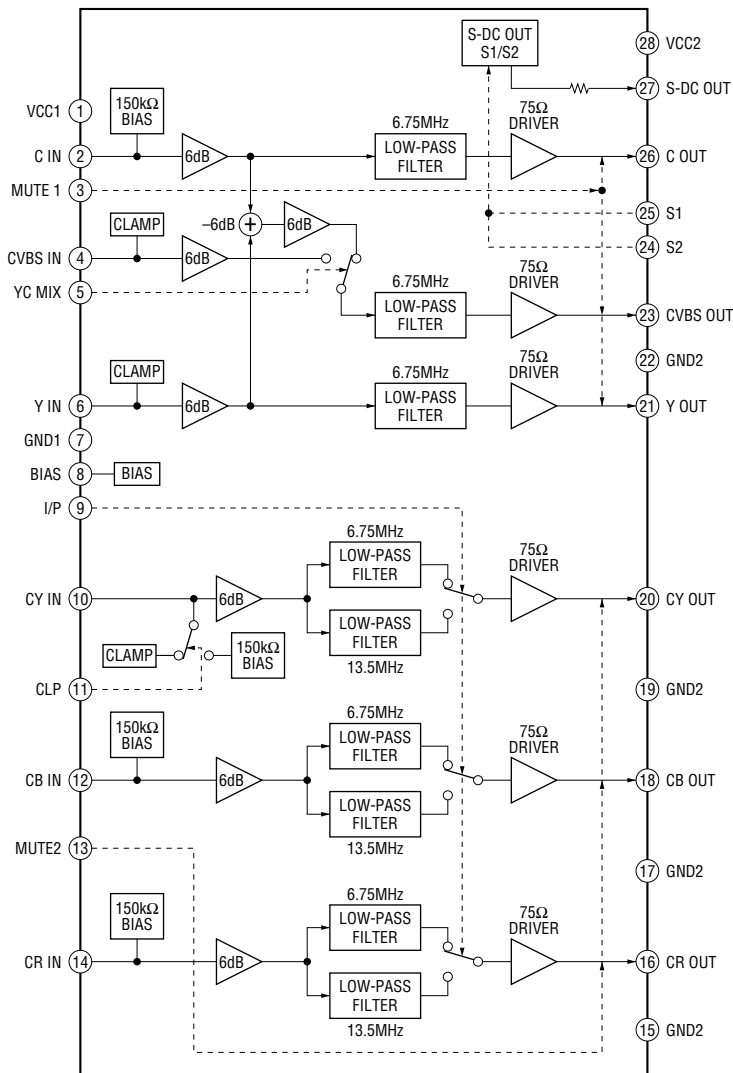 S-DC OUT
S1/S2
28 VCC2
27 S-DC OUT
VCC1 1
150kΩ
BIAS
6.75MHz
75Ω
DRIVER
C IN 2
6dB
LOW-PASS
FILTER
26 C OUT
MUTE 1 3
25 S1
CLAMP
–6dB
+
6dB
24 S2
CVBS IN 4
6dB
YC MIX 5
6.75MHz
75Ω
DRIVER
LOW-PASS
FILTER
23 CVBS OUT
22 GND2
CLAMP
6.75MHz
75Ω
DRIVER
Y IN 6
6dB
LOW-PASS
FILTER
21 Y OUT
GND1 7
BIAS 8 BIAS
I/P 9
6.75MHz
LOW-PASS
FILTER
75Ω
DRIVER
CY IN 10
6dB
20 CY OUT
LOW-PASS
FILTER
13.5MHz
CLAMP
150kΩ
BIAS
CLP 11
19 GND2
150kΩ
BIAS
6.75MHz
LOW-PASS
FILTER
75Ω
DRIVER
CB IN 12
6dB
18 CB OUT
LOW-PASS
FILTER
13.5MHz
MUTE2 13
17 GND2
150kΩ
BIAS
6.75MHz
LOW-PASS
FILTER
75Ω
DRIVER
CR IN 14
6dB
16 CR OUT
LOW-PASS
FILTER
13.5MHz
15 GND2